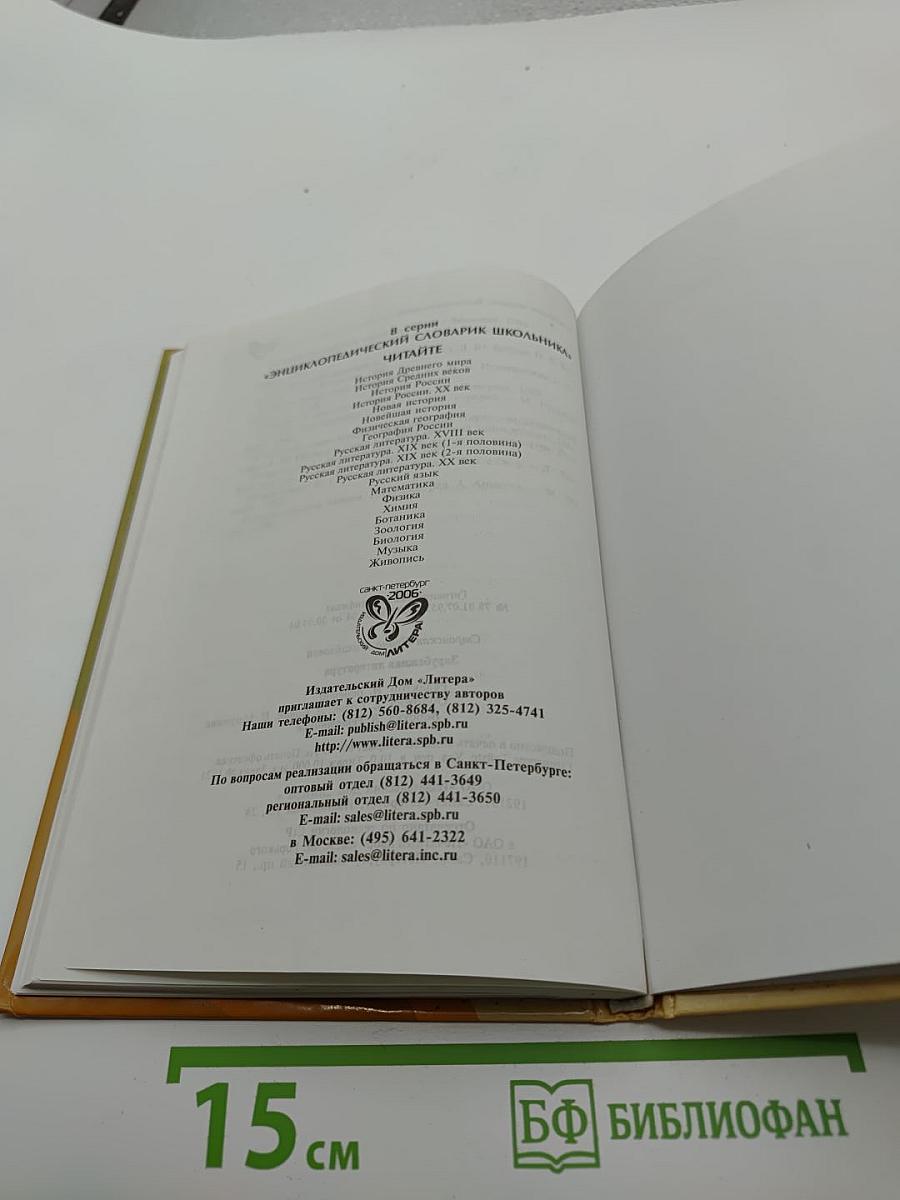 В серии
«ЭНЦИКЛОПЕДИЧЕСКИЙ СЛОВАРИК ШКОЛЬНИКА»
ЧИТАЙТЕ
История Древнего мира
История Средних веков
История России
История России. XX век
Новая история
Новейшая история
Физическая география
География России
Русская литература. XVIII век
Русская литература. XIX век (1-я половина)
Русская литература. XIX век (2-я половина)
Русская литература. XX век
Русский язык
Математика
Физика
Химия
Ботаника
Зоология
Биология
Музыка
Живопись
САНКТ-ПЕТЕРБУРГ
·2006·
ИЗДАТЕЛЬСКИЙ ДОМ ЛИТЕРА
Издательский Дом «Литера»
приглашает к сотрудничеству авторов
Наши телефоны: (812) 560-8684, (812) 325-4741
E-mail: publish@litera.spb.ru
http://www.litera.spb.ru
По вопросам реализации обращаться в Санкт-Петербурге:
оптовый отдел (812) 441-3649
региональный отдел (812) 441-3650
E-mail: sales@litera.spb.ru
в Москве: (495) 641-2322
E-mail: sales@litera.inc.ru
15 см
БФ БИБЛИОФАН